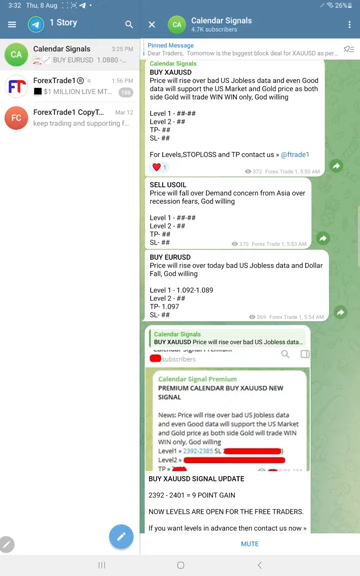 3:32 Thu, 8 Aug
26%
1 Story
Calendar Signals
3:25 PM
BUY EURUSD 1.0880 -...
ForexTrade1®
1:56 PM
$1 MILLION LIVE MT...
ForexTrade1 CopyT...
Mar 12
keep trading and supporting f...
CA
Calendar Signals
4.7K subscribers
Pinned Message
Dear Traders, Tomorrow is the biggest block deal for XAUUSD as per...
Calendar Signals
BUY XAUUSD
Price will rise over bad US Jobless data and even Good
data will support the US Market and Gold price as both
side Gold will trade WIN WIN only, God willing
Level 1 - ##-##
Level 2 - ##
TP- ##
SL- ##
For Levels,STOPLOSS and TP contact us » @ftrade1
1
372 Forex Trade 1, 5:50 AM
SELL USOIL
Price will fall over Demand concern from Asia over
recession fears, God willing
Level 1 - ##-##
Level 2 - ##
TP- ##
SL- ##
370 Forex Trade 1, 5:53 AM
BUY EURUSD
Price will rise over today bad US Jobless data and Dollar
Fall, God willing
Level 1 - 1.092-1.089
Level 2 - ##
TP- 1.097
SL- ##
369 Forex Trade 1, 5:54 AM
Calendar Signals
BUY XAUUSD Price will rise over bad US Jobless data...
subscribers
Calendar Signal Premium
PREMIUM CALENDAR BUY XAUUSD NEW
SIGNAL
News: Price will rise over bad US Jobless
data and even Good data will support the
US Market and Gold price as both side
Gold will trade WIN WIN only, God willing
Level1 » 2392-2385 SL
Level2 »
TP »
BUY XAUUSD SIGNAL UPDATE
2392 - 2401 = 9 POINT GAIN
NOW LEVELS ARE OPEN FOR THE FREE TRADERS.
If you want levels in advance then contact us now »
MUTE